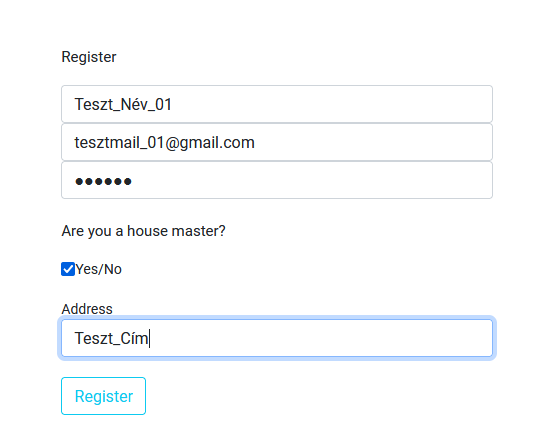 Register
Teszt_Név_01
tesztmail_01@gmail.com
●●●●●●
Are you a house master?
Yes/No
Address
Teszt_Cím
Register